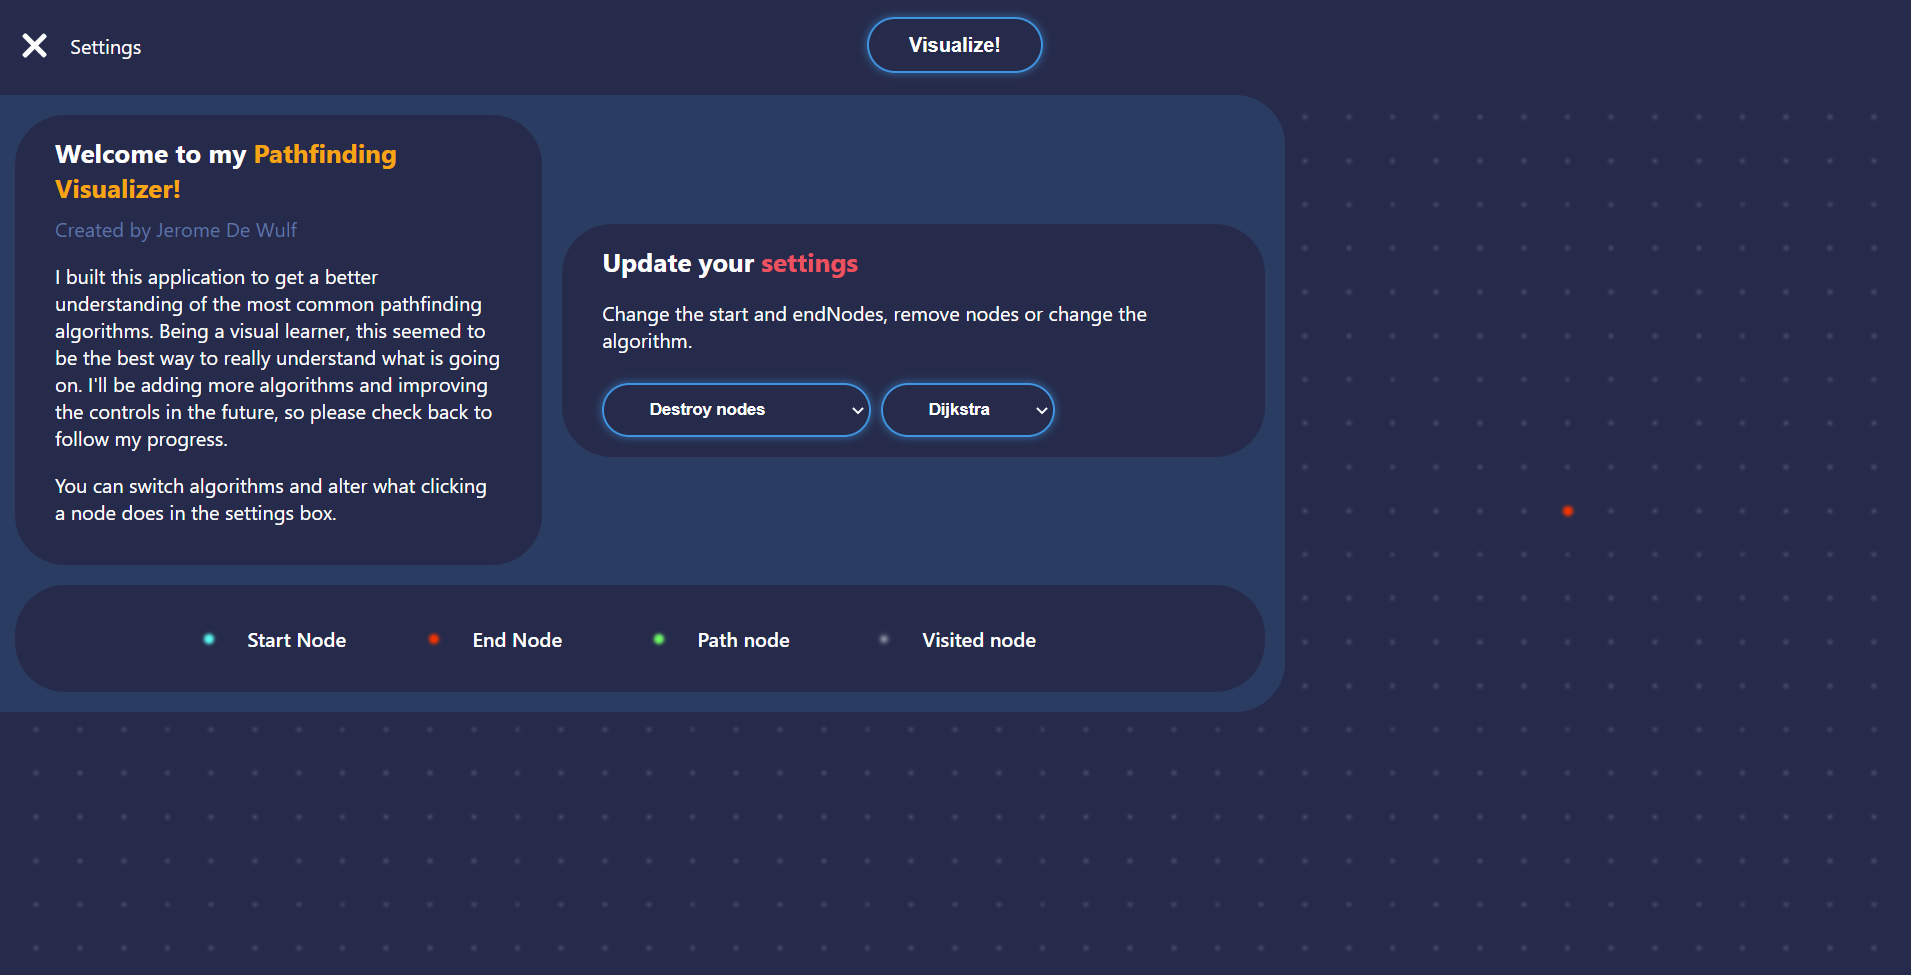 Settings
Visualize!
Welcome to my Pathfinding
Visualizer!
Created by Jerome De Wulf
I built this application to get a better
understanding of the most common pathfinding
algorithms. Being a visual learner, this seemed to
be the best way to really understand what is going
on. I'll be adding more algorithms and improving
the controls in the future, so please check back to
follow my progress.
You can switch algorithms and alter what clicking
a node does in the settings box.
Update your settings
Change the start and endNodes, remove nodes or change the
algorithm.
Destroy nodes
Dijkstra
Start Node
End Node
Path node
Visited node